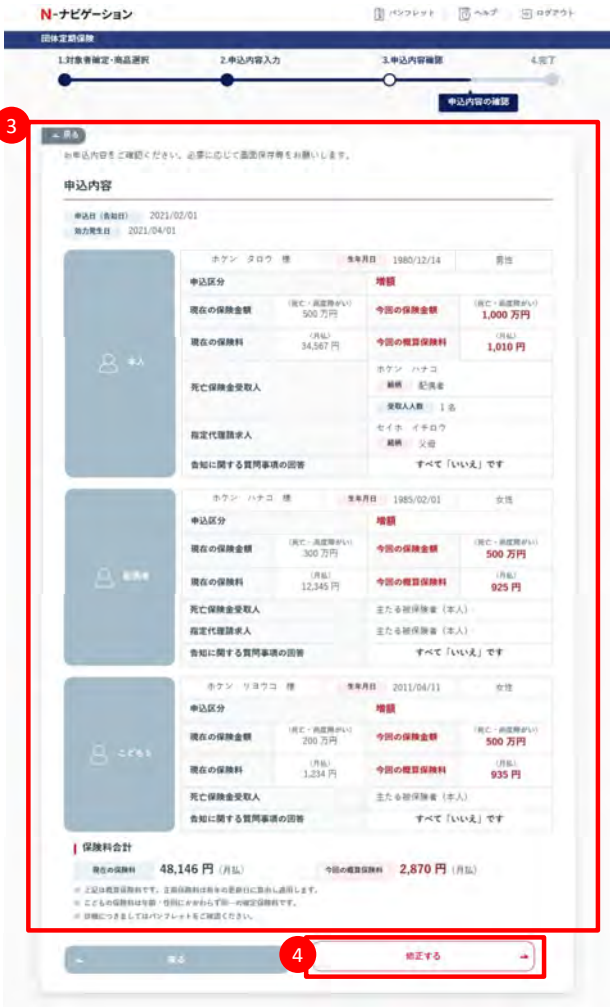 N-ナビゲーション
パンフレット ヘルプ ログアウト
団体定期保険
1.対象者確定・商品選択 2.申込内容入力 3.申込内容確認 4.完了
申込内容の確認
3
戻る
お申込内容をご確認ください。必要に応じて画面保存等をお願いします。
申込内容
申込日（告知日） 2021/02/01
効力発生日 2021/04/01
本人
ホケン タロウ 様 生年月日 1980/12/14 男性
申込区分 増額
現在の保険金額 （死亡・高度障がい） 500 万円 今回の保険金額 （死亡・高度障がい） 1,000 万円
現在の保険料 （月払） 34,567 円 今回の概算保険料 （月払） 1,010 円
死亡保険金受取人 ホケン ハナコ
続柄 配偶者
受取人人数 1 名
指定代理請求人 セイホ イチロウ
続柄 父母
告知に関する質問事項の回答 すべて「いいえ」です
配偶者
ホケン ハナコ 様 生年月日 1985/02/01 女性
申込区分 増額
現在の保険金額 （死亡・高度障がい） 300 万円 今回の保険金額 （死亡・高度障がい） 500 万円
現在の保険料 （月払） 12,345 円 今回の概算保険料 （月払） 925 円
死亡保険金受取人 主たる被保険者（本人）
指定代理請求人 主たる被保険者（本人）
告知に関する質問事項の回答 すべて「いいえ」です
こども1
ホケン リョウコ 様 生年月日 2011/04/11 女性
申込区分 増額
現在の保険金額 （死亡・高度障がい） 200 万円 今回の保険金額 （死亡・高度障がい） 500 万円
現在の保険料 （月払） 1,234 円 今回の概算保険料 （月払） 935 円
死亡保険金受取人 主たる被保険者（本人）
告知に関する質問事項の回答 すべて「いいえ」です
保険料合計
現在の保険料 48,146 円（月払） 今回の概算保険料 2,870 円（月払）
※ 上記は概算保険料です。正規保険料は毎年の更新日に算出し適用します。
※ こどもの保険料は年齢・性別にかかわらず同一の確定保険料です。
※ 詳細につきましてはパンフレットをご確認ください。
戻る
4
修正する